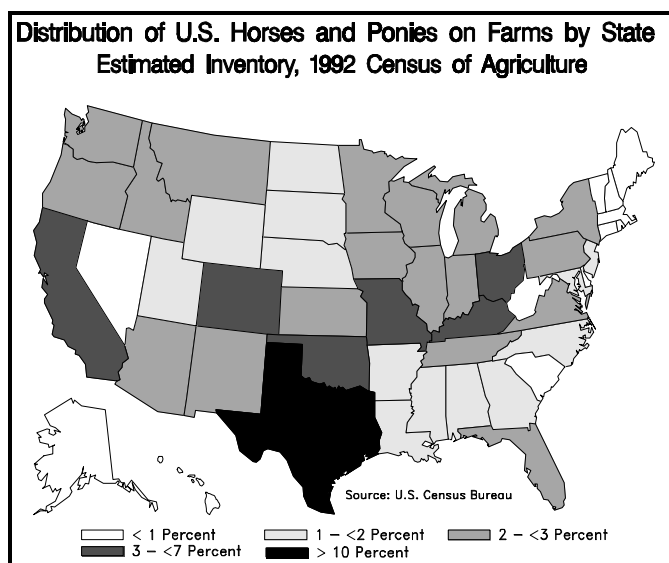 Distribution of U.S. Horses and Ponies on Farms by State
Estimated Inventory, 1992 Census of Agriculture
Source: U.S. Census Bureau
< 1 Percent
1 - <2 Percent
2 - <3 Percent
3 - <7 Percent
> 10 Percent